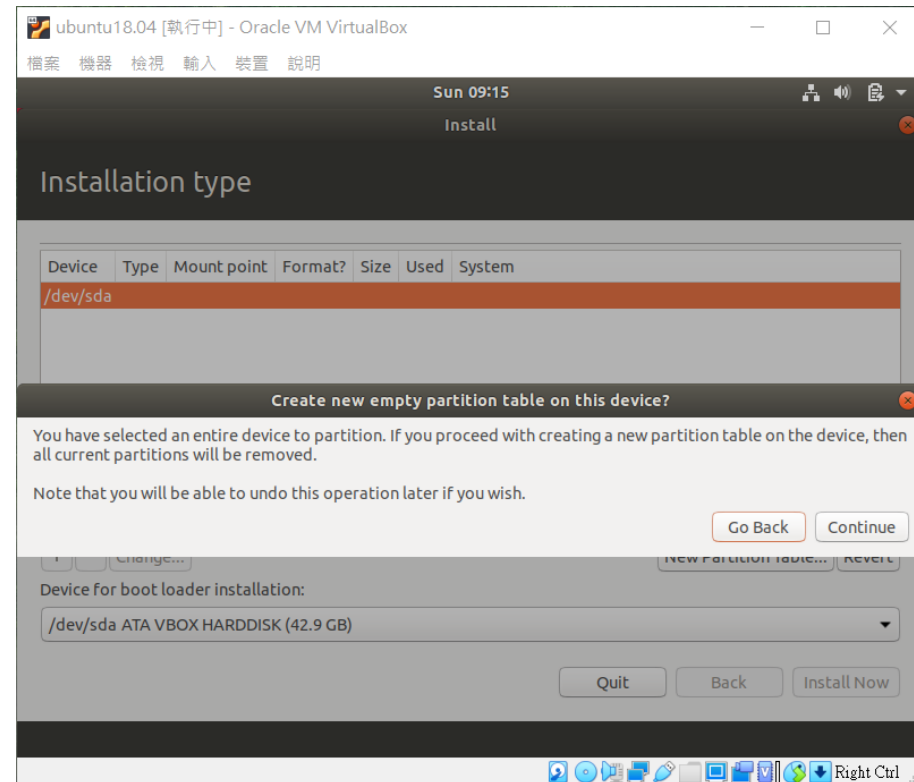 ubuntu18.04 [執行中] - Oracle VM VirtualBox
檔案 機器 檢視 輸入 裝置 說明
Sun 09:15
Install
Installation type
Device Type Mount point Format? Size Used System
/dev/sda
Create new empty partition table on this device?
You have selected an entire device to partition. If you proceed with creating a new partition table on the device, then
all current partitions will be removed.
Note that you will be able to undo this operation later if you wish.
Go Back Continue
Change... New Partition Table... Revert
Device for boot loader installation:
/dev/sda ATA VBOX HARDDISK (42.9 GB)
Quit Back Install Now
Right Ctrl